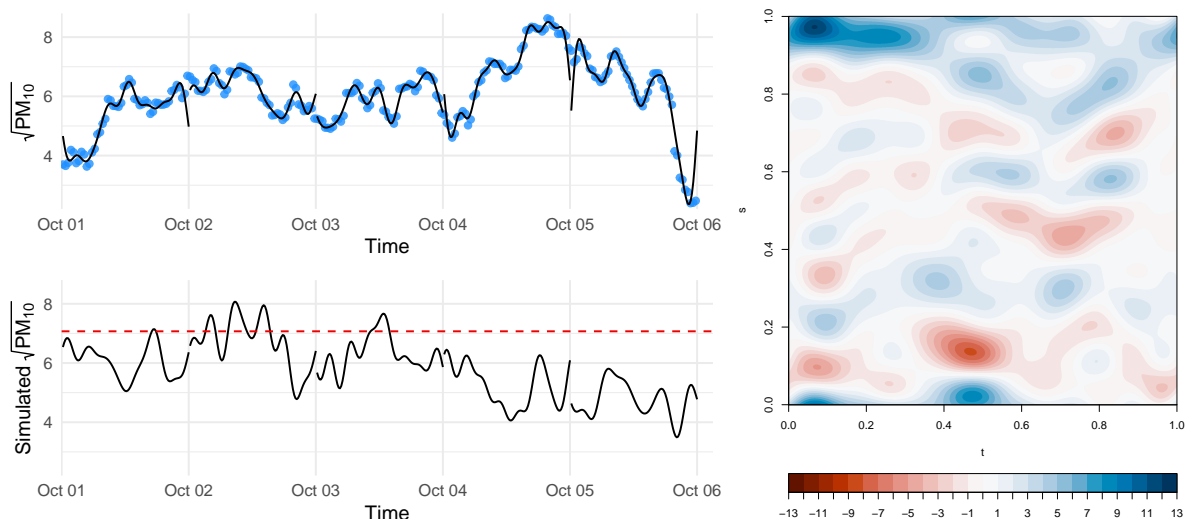 √PM10
8
6
4
Oct 01 Oct 02 Oct 03 Oct 04 Oct 05 Oct 06
Time
Simulated √PM10
8
6
4
Oct 01 Oct 02 Oct 03 Oct 04 Oct 05 Oct 06
Time
s
1.0
0.8
0.6
0.4
0.2
0.0
0.0 0.2 0.4 0.6 0.8 1.0
t
−13 −11 −9 −7 −5 −3 −1 1 3 5 7 9 11 13